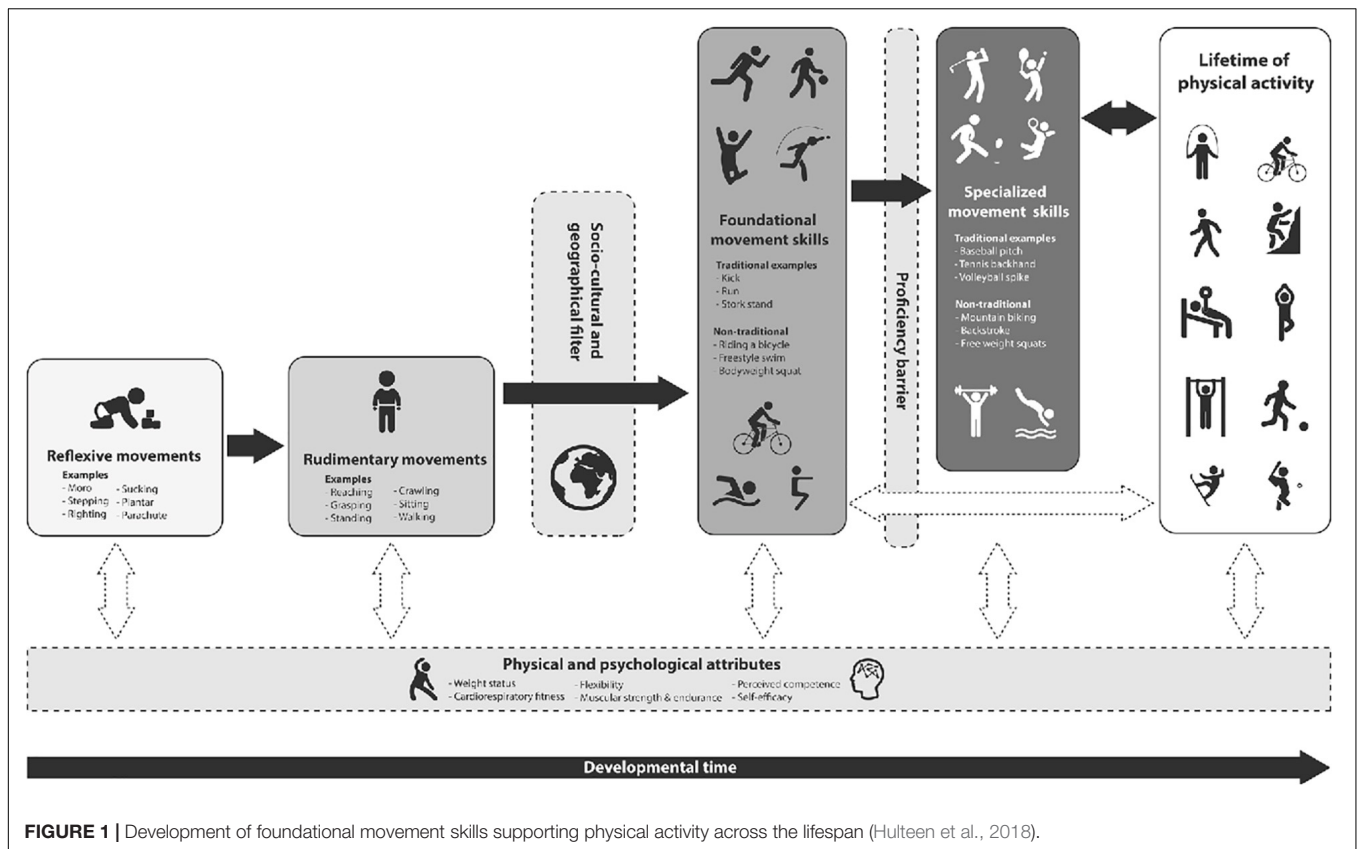 Reflexive movements
Examples
- Moro
- Stepping
- Righting
- Sucking
- Plantar
- Parachute
Rudimentary movements
Examples
- Reaching
- Grasping
- Standing
- Crawling
- Sitting
- Walking
Socio-cultural and
geographical filter
Foundational
movement skills
Traditional examples
- Kick
- Run
- Stork stand
Non-traditional
- Riding a bicycle
- Freestyle swim
- Bodyweight squat
Proficiency barrier
Specialized
movement skills
Traditional examples
- Baseball pitch
- Tennis backhand
- Volleyball spike
Non-traditional
- Mountain biking
- Backstroke
- Free weight squats
Lifetime of
physical activity
Physical and psychological attributes
- Weight status
- Cardiorespiratory fitness
- Flexibility
- Muscular strength & endurance
- Perceived competence
- Self-efficacy
Developmental time
FIGURE 1 | Development of foundational movement skills supporting physical activity across the lifespan (Hulteen et al., 2018).